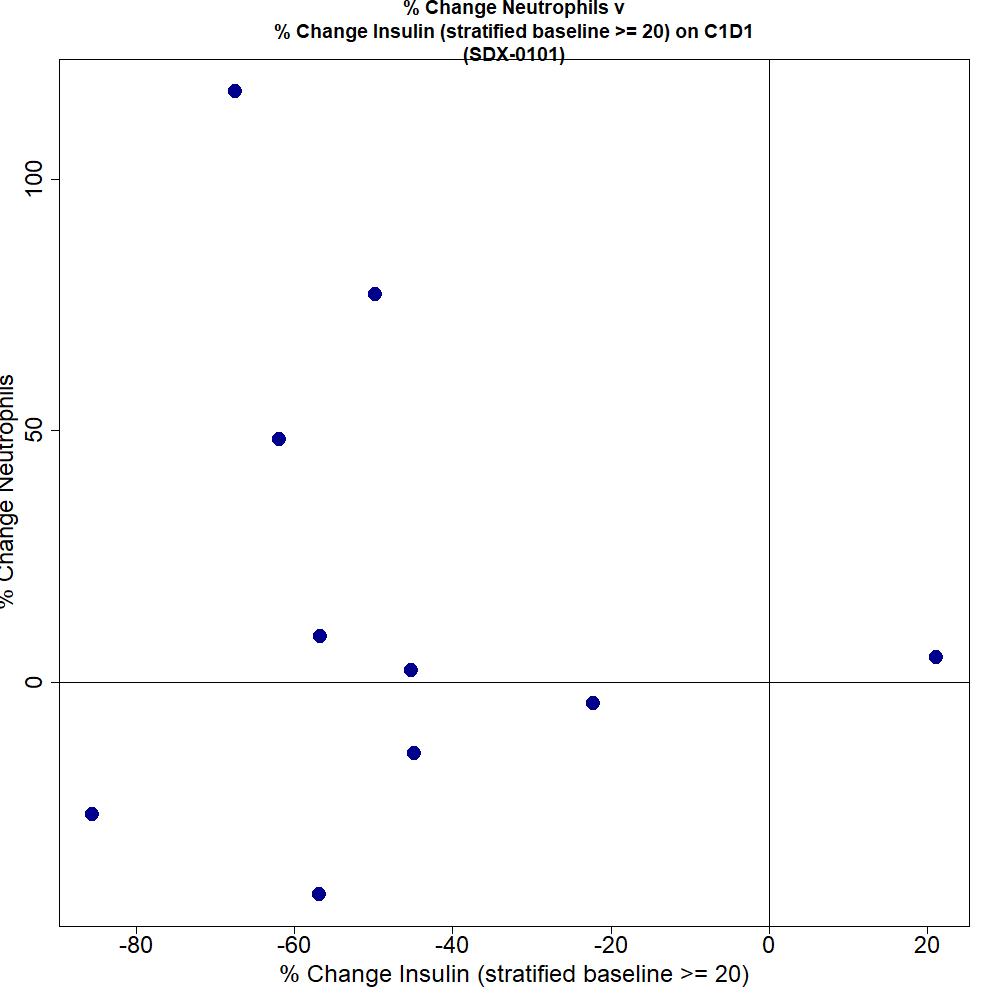 % Change Neutrophils v
% Change Insulin (stratified baseline >= 20) on C1D1
(SDX-0101)
% Change Neutrophils
100
50
0
-80
-60
-40
-20
0
20
% Change Insulin (stratified baseline >= 20)